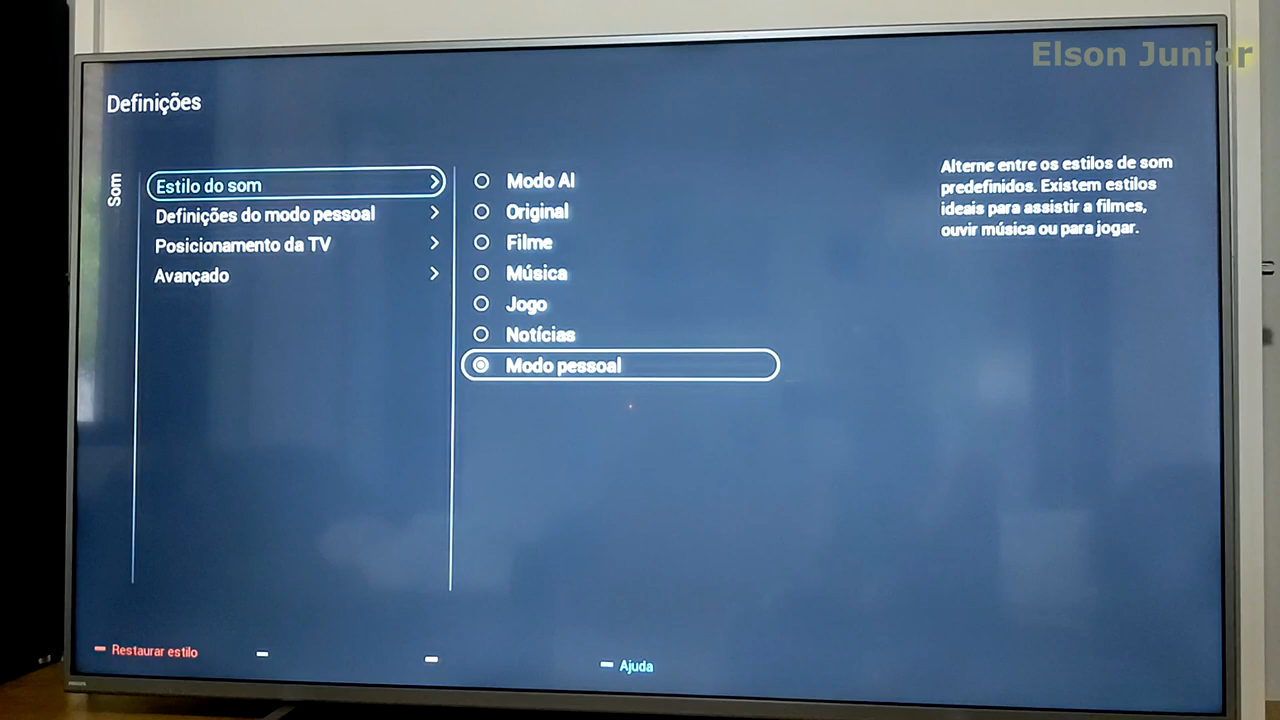 Elson Junior
Definições
Som
Estilo do som
Definições do modo pessoal
Posicionamento da TV
Avançado
Modo AI
Original
Filme
Música
Jogo
Notícias
Modo pessoal
Alterne entre os estilos de som
predefinidos. Existem estilos
ideais para assistir a filmes,
ouvir música ou para jogar.
Restaurar estilo
Ajuda